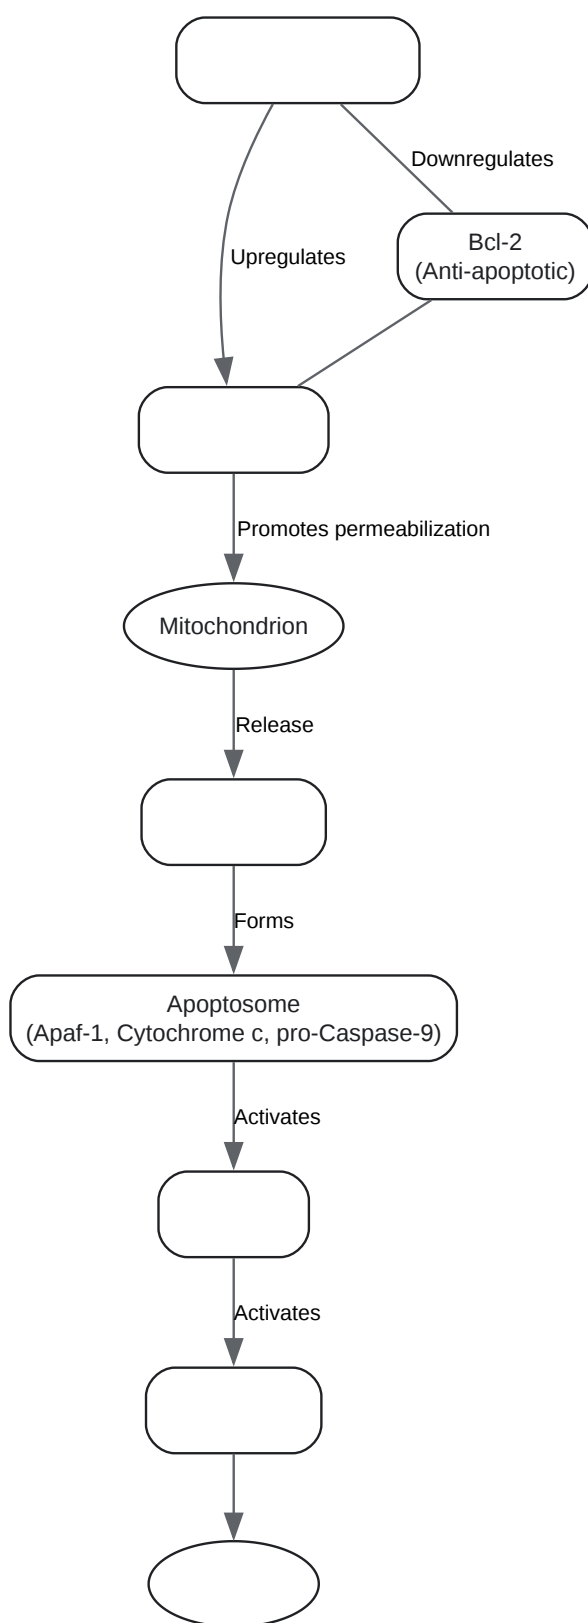 Downregulates
Bcl-2
(Anti-apoptotic)
Upregulates
Promotes permeabilization
Mitochondrion
Release
Forms
Apoptosome
(Apaf-1, Cytochrome c, pro-Caspase-9)
Activates
Activates